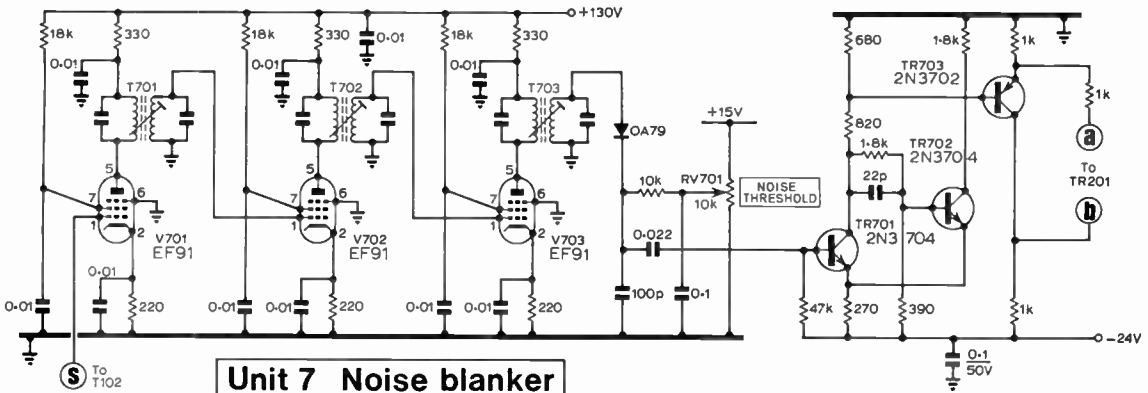 +130V
18k
330
18k
330
0·01
18k
330
0·01
0·01
0·01
T701
T702
T703
5
7
6
1
2
V701
EF91
5
7
6
1
2
V702
EF91
5
7
6
1
2
V703
EF91
0·01
0·01
220
0·01
0·01
220
0·01
0·01
220
S
To
T102
Unit 7 Noise blanker
OA79
+15V
10k
RV701
10k
NOISE
THRESHOLD
0·022
100p
0·1
680
1·8k
1k
TR703
2N3702
1k
820
1·8k
TR702
2N3704
22p
TR701
2N3704
a
To
TR201
b
47k
270
390
1k
-24V
0·1
50V